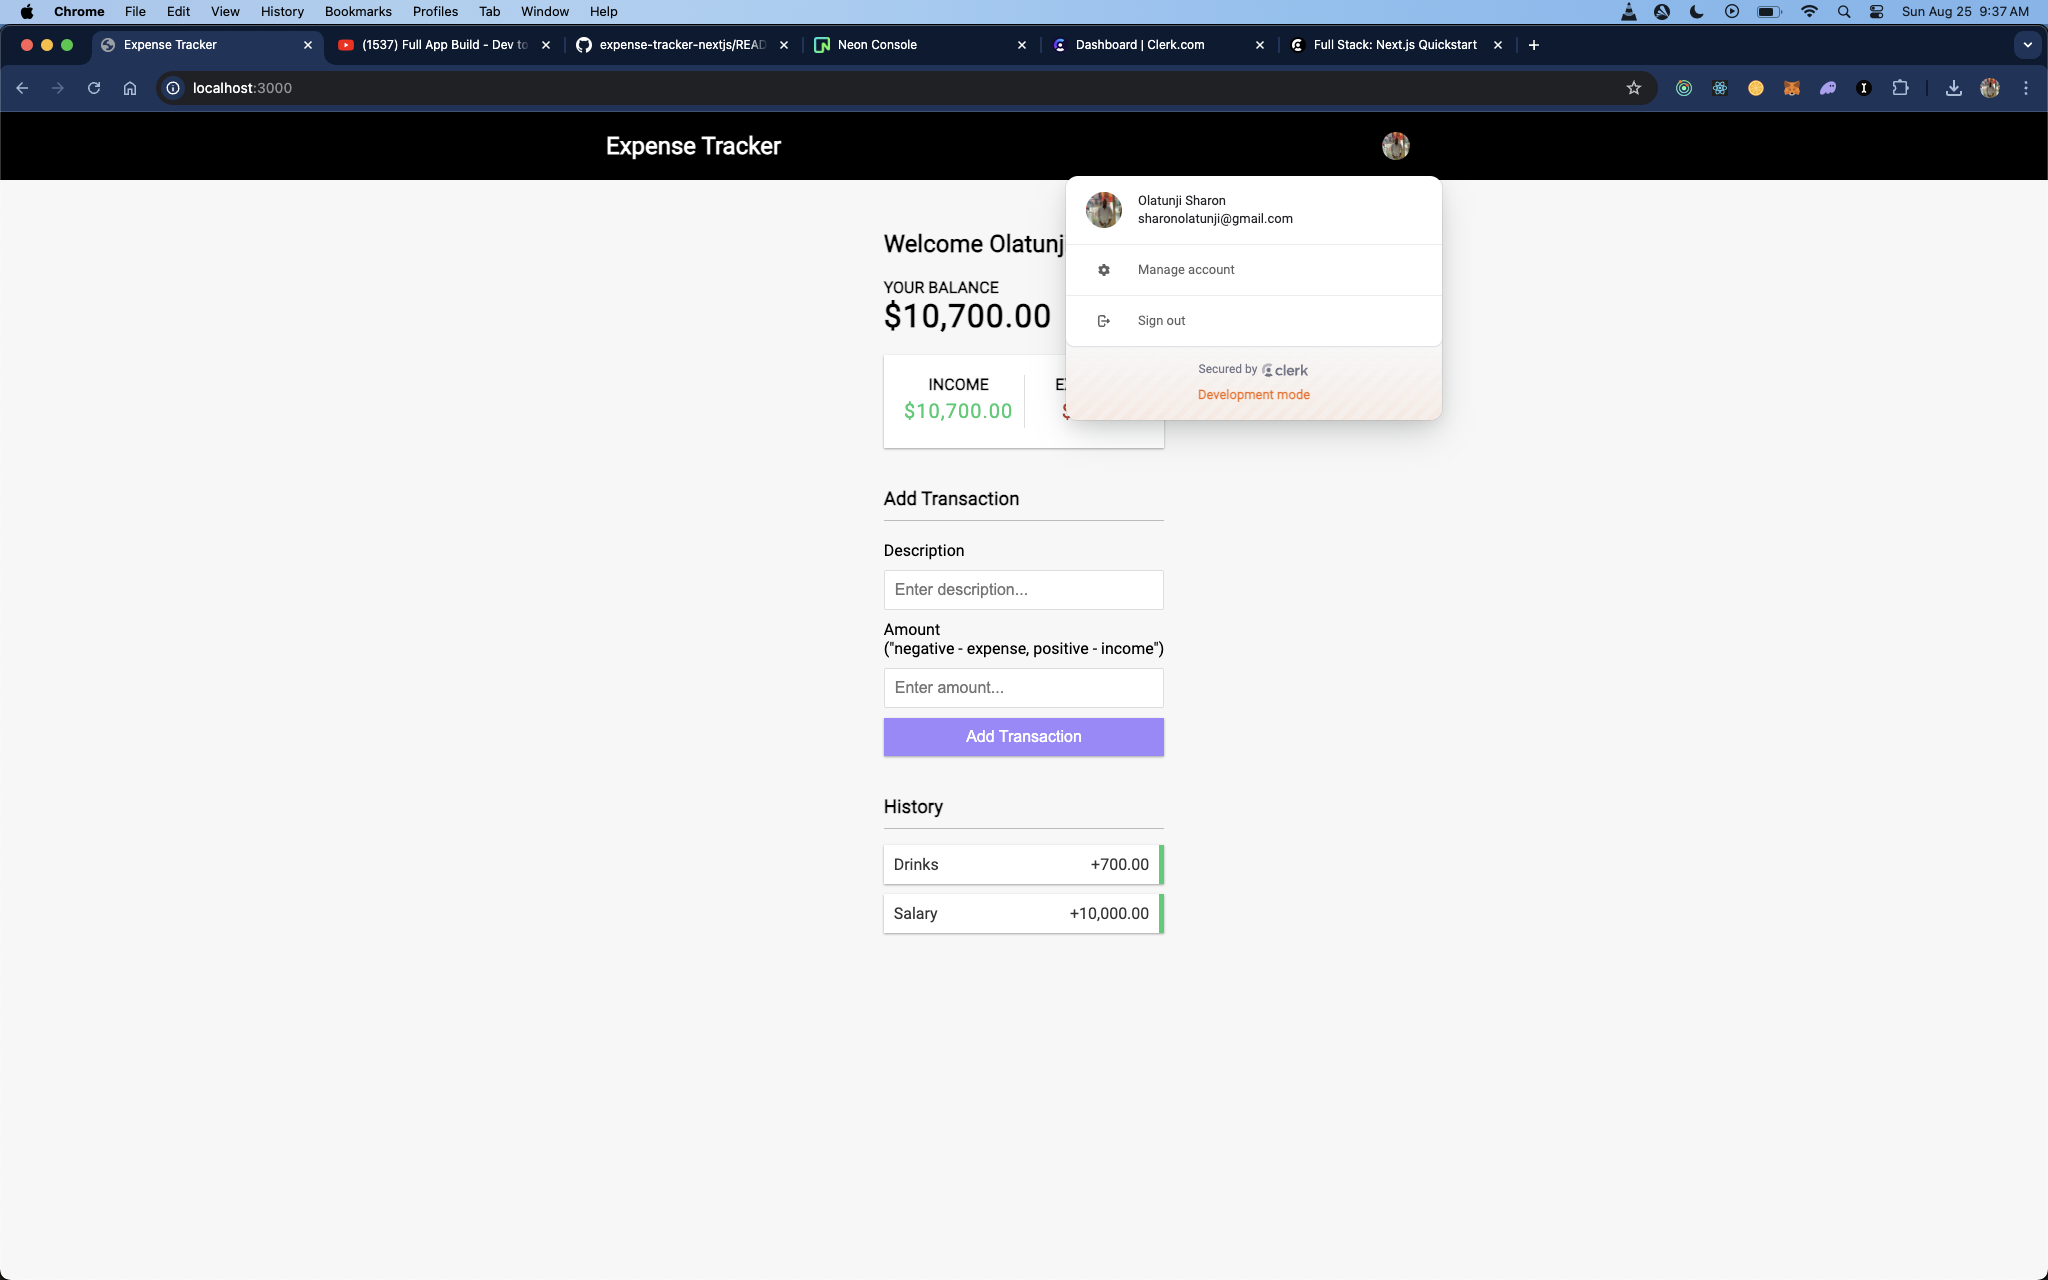 Chrome File Edit View History Bookmarks Profiles Tab Window Help Sun Aug 25 9:37 AM
Expense Tracker (1537) Full App Build - Dev to expense-tracker-nextjs/READ Neon Console Dashboard | Clerk.com Full Stack: Next.js Quickstart
localhost:3000
Expense Tracker
Olatunji Sharon
sharonolatunji@gmail.com
Manage account
Sign out
Secured by clerk
Development mode
Welcome Olatunj
YOUR BALANCE
$10,700.00
INCOME
$10,700.00
E
$
Add Transaction
Description
Enter description...
Amount
("negative - expense, positive - income")
Enter amount...
Add Transaction
History
Drinks +700.00
Salary +10,000.00